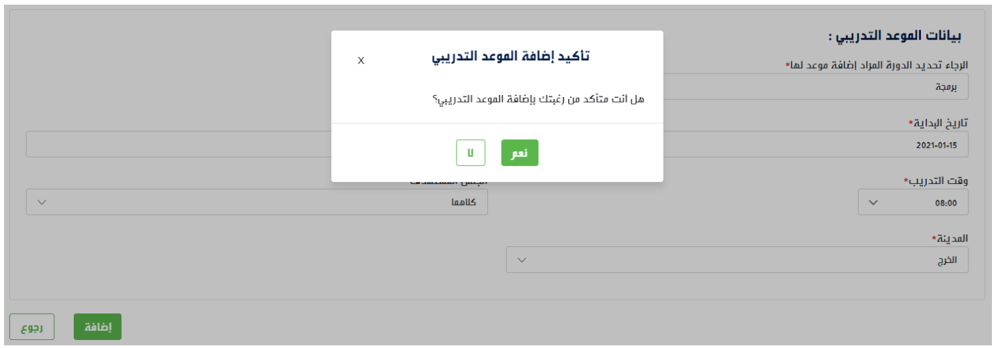 بيانات الموعد التدريبي :
تأكيد إضافة الموعد التدريبي
X
الرجاء تحديد الدورة المراد إضافة موعد لها*
برمجة
هل أنت متأكد من رغبتك بإضافة الموعد التدريبي؟
تاريخ البداية*
2021-01-15
نعم
لا
وقت التدريب*
الجنس المستهدف
08:00
كلاهما
المدينة*
الخرج
إضافة
رجوع